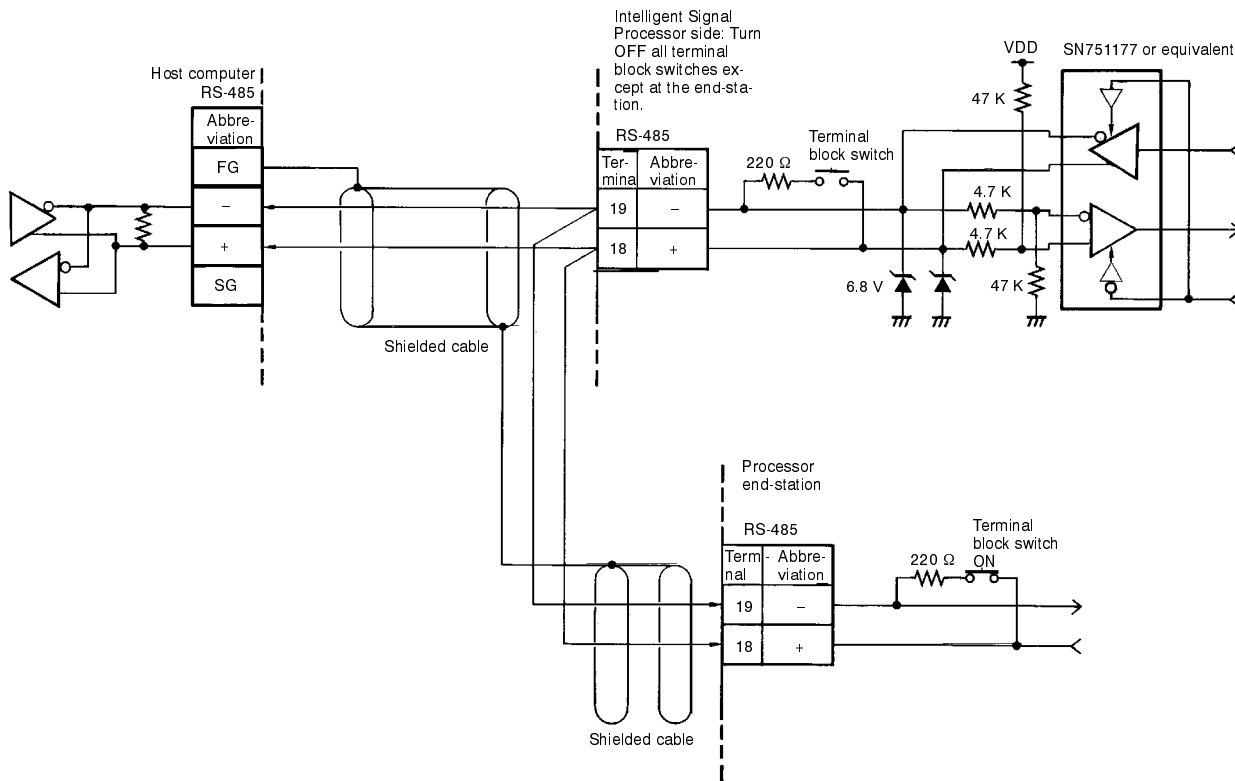 Intelligent Signal
Processor side: Turn
OFF all terminal
block switches ex-
cept at the end-sta-
tion.
Host computer
RS-485
Abbre-
viation
FG
−
+
SG
Shielded cable
RS-485
Ter-
mina
Abbre-
viation
19
−
18
+
220 Ω
Terminal
block switch
VDD
47 K
SN751177 or equivalent
4.7 K
4.7 K
6.8 V
47 K
Processor
end-station
RS-485
Term-
nal
Abbre-
viation
19
−
18
+
220 Ω
Terminal
block switch
ON
Shielded cable